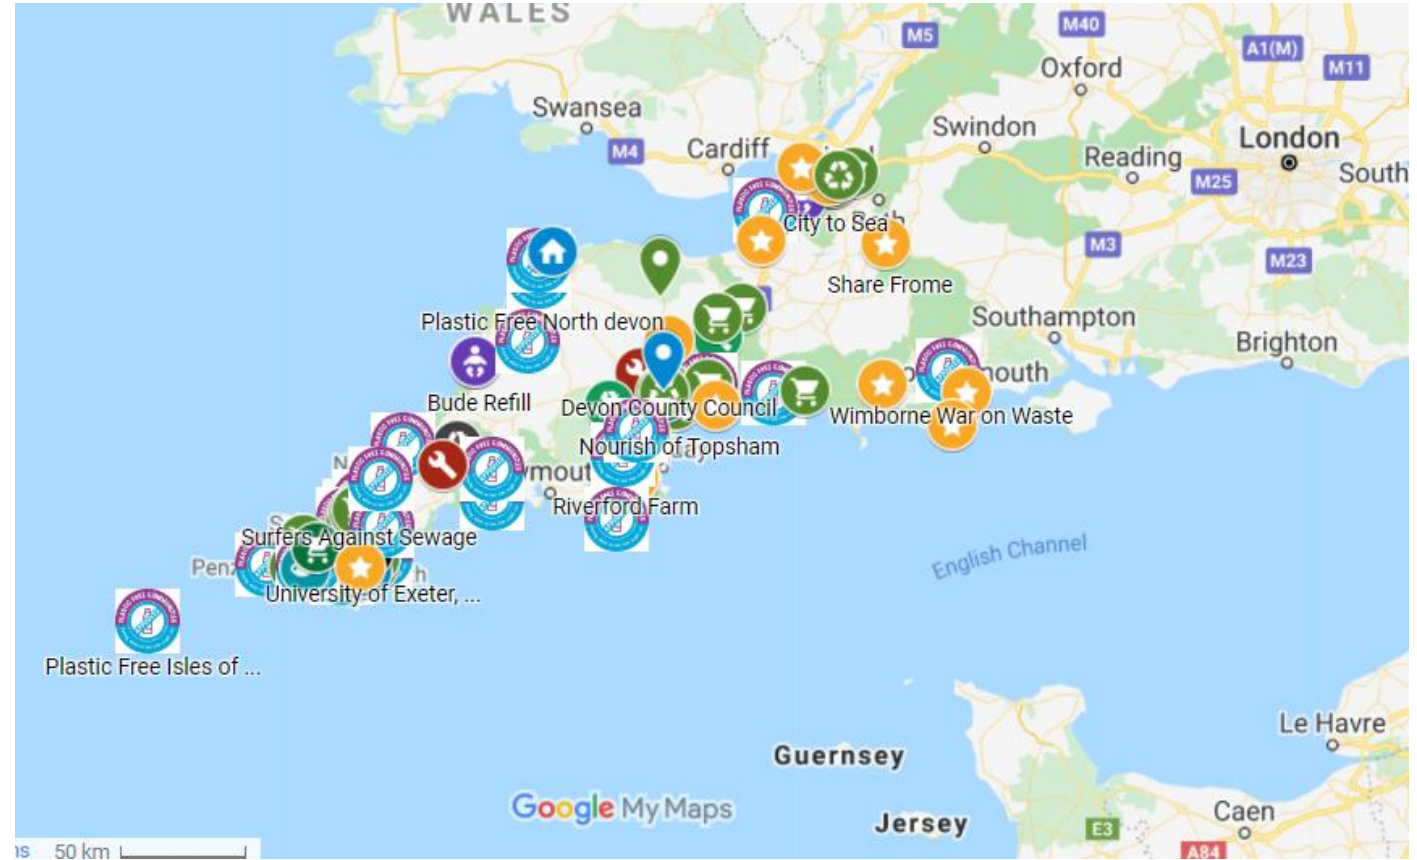 WALES
M5
M40
A1(M)
M11
Oxford
Swansea
Swindon
London
M4
Cardiff
Reading
M25
South
City to Sea
M3
M23
Share Frome
Plastic Free North devon
Southampton
Brighton
Bude Refill
Devon County Council
Wimborne War on Waste
Nourish of Topsham
Riverford Farm
Surfers Against Sewage
English Channel
University of Exeter, ...
PLASTIC FREE COMMUNITIES
Plastic Free Isles of ...
Le Havre
Guernsey
Google My Maps
Jersey
Caen
E3
A84
50 km